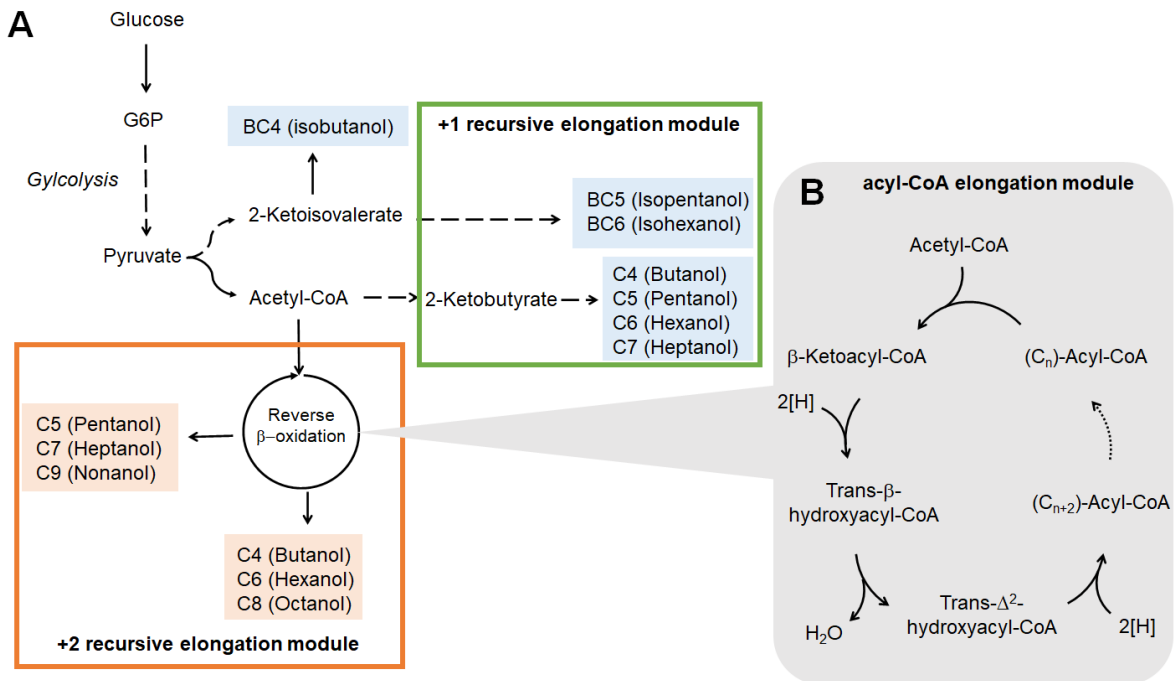 A
Glucose
G6P
Gylcolysis
Pyruvate
BC4 (isobutanol)
2-Ketoisovalerate
Acetyl-CoA
+1 recursive elongation module
BC5 (Isopentanol)
BC6 (Isohexanol)
2-Ketobutyrate
C4 (Butanol)
C5 (Pentanol)
C6 (Hexanol)
C7 (Heptanol)
Reverse
β–oxidation
C5 (Pentanol)
C7 (Heptanol)
C9 (Nonanol)
C4 (Butanol)
C6 (Hexanol)
C8 (Octanol)
+2 recursive elongation module
B
acyl-CoA elongation module
Acetyl-CoA
β-Ketoacyl-CoA
(Cn)-Acyl-CoA
2[H]
Trans-β-
hydroxyacyl-CoA
(Cn+2)-Acyl-CoA
H2O
Trans-Δ2-
hydroxyacyl-CoA
2[H]